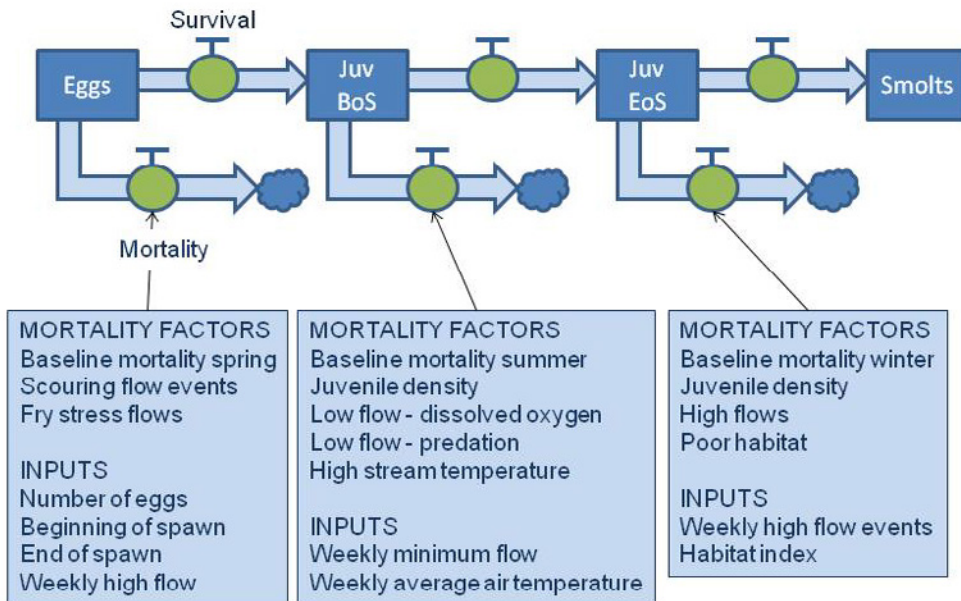 Survival
Eggs
Juv
BoS
Juv
EoS
Smolts
Mortality
MORTALITY FACTORS
Baseline mortality spring
Scouring flow events
Fry stress flows
INPUTS
Number of eggs
Beginning of spawn
End of spawn
Weekly high flow
MORTALITY FACTORS
Baseline mortality summer
Juvenile density
Low flow - dissolved oxygen
Low flow - predation
High stream temperature
INPUTS
Weekly minimum flow
Weekly average air temperature
MORTALITY FACTORS
Baseline mortality winter
Juvenile density
High flows
Poor habitat
INPUTS
Weekly high flow events
Habitat index